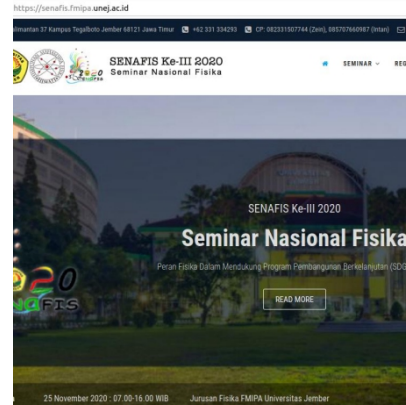 https://senafis.fmipa.unej.ac.id
alimantan 37 Kampus Tegalboto Jember 68121 Jawa Timur +62 331 334293 CP: 082331507744 (Zein), 085707660987 (Intan)
SENAFIS Ke-III 2020
Seminar Nasional Fisika
SEMINAR REG
SENAFIS Ke-III 2020
Seminar Nasional Fisika
Peran Fisika Dalam Mendukung Program Pembangunan Berkelanjutan (SDG
READ MORE
25 November 2020 : 07.00-16.00 WIB Jurusan Fisika FMIPA Universitas Jember